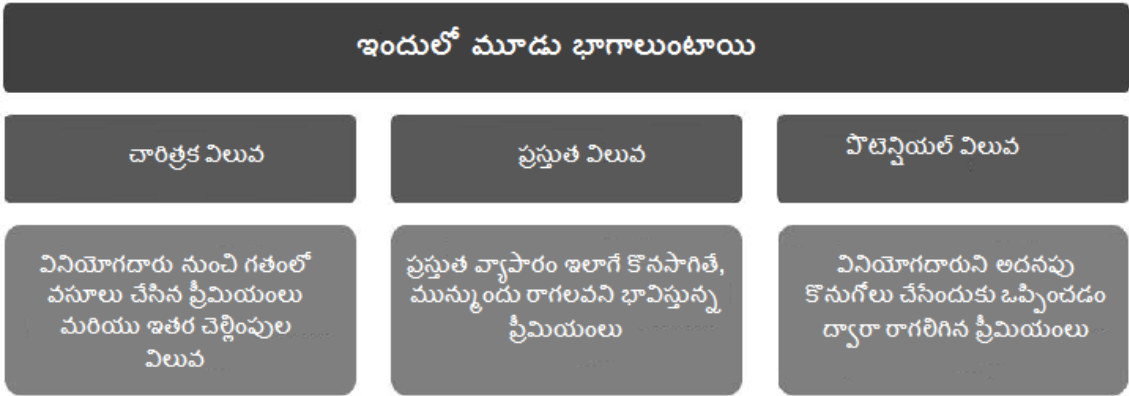 ఇందులో మూడు భాగాలుంటాయి
చారిత్రక విలువ
ప్రస్తుత విలువ
పొటెన్షియల్ విలువ
వినియోగదారు నుంచి గతంలో
వసూలు చేసిన ప్రీమియంలు
మరియు ఇతర చెల్లింపుల
విలువ
ప్రస్తుత వ్యాపారం ఇలాగే కొనసాగితే,
మున్ముందు రాగలవని భావిస్తున్న
ప్రీమియంలు
వినియోగదారుని అదనపు
కొనుగోలు చేసేందుకు ఒప్పించడం
ద్వారా రాగలిగిన ప్రీమియంలు